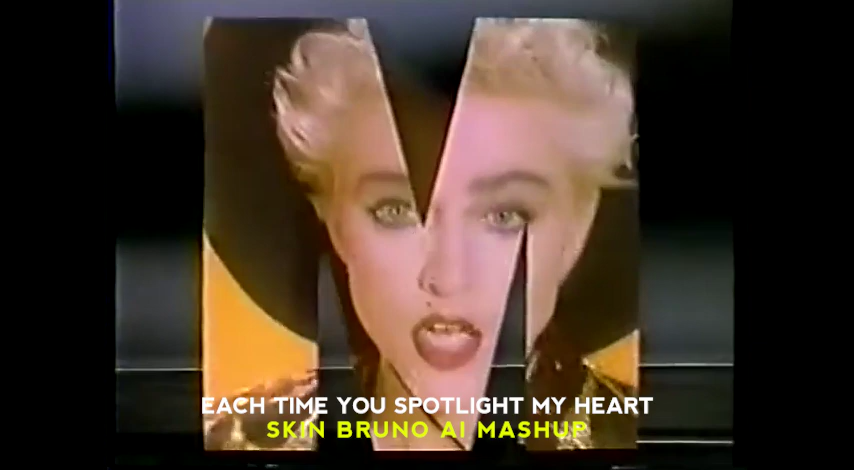 M
EACH TIME YOU SPOTLIGHT MY HEART
SKIN BRUNO AI MASHUP